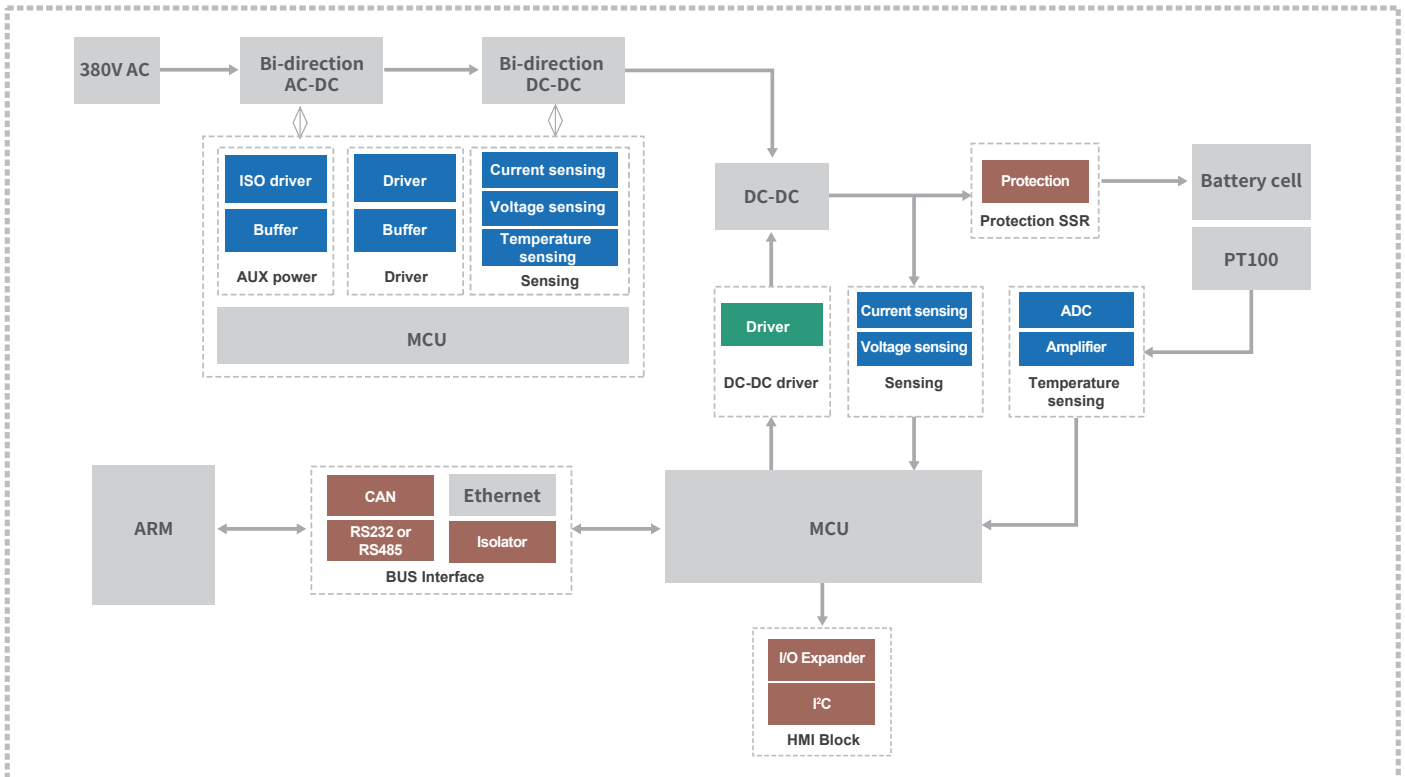 380V AC
Bi-direction
AC-DC
Bi-direction
DC-DC
ISO driver
Buffer
AUX power
Driver
Buffer
Driver
Current sensing
Voltage sensing
Temperature
sensing
Sensing
MCU
DC-DC
Protection
Protection SSR
Battery cell
PT100
Driver
DC-DC driver
Current sensing
Voltage sensing
Sensing
ADC
Amplifier
Temperature
sensing
ARM
CAN
Ethernet
RS232 or
RS485
Isolator
BUS Interface
MCU
I/O Expander
I²C
HMI Block